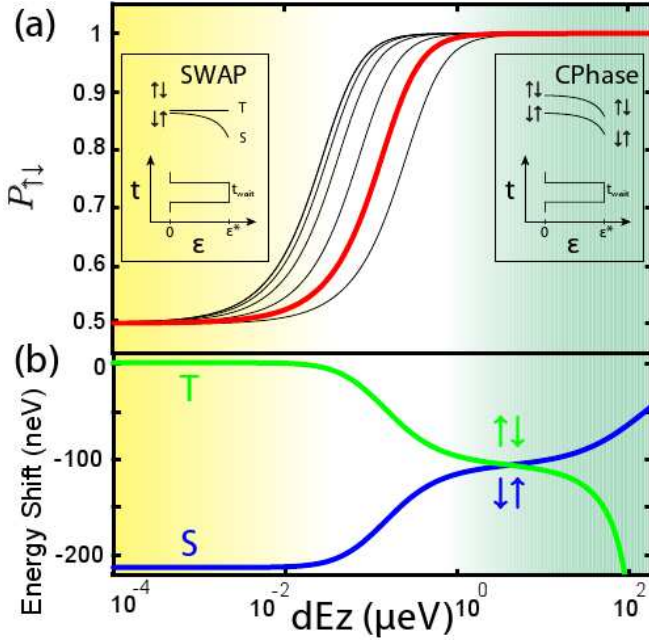 (a)
1
0.9
0.8
0.7
0.6
0.5
P↑↓
SWAP
↑↓
T
↓↑
S
t
t_wait
0
ε*
ε
CPhase
↑↓
↑↓
↓↑
↓↑
t
t_wait
0
ε*
ε
(b)
0
-100
-200
Energy Shift (neV)
T
↑↓
↓↑
S
10^-4
10^-2
10^0
10^2
dEz (μeV)